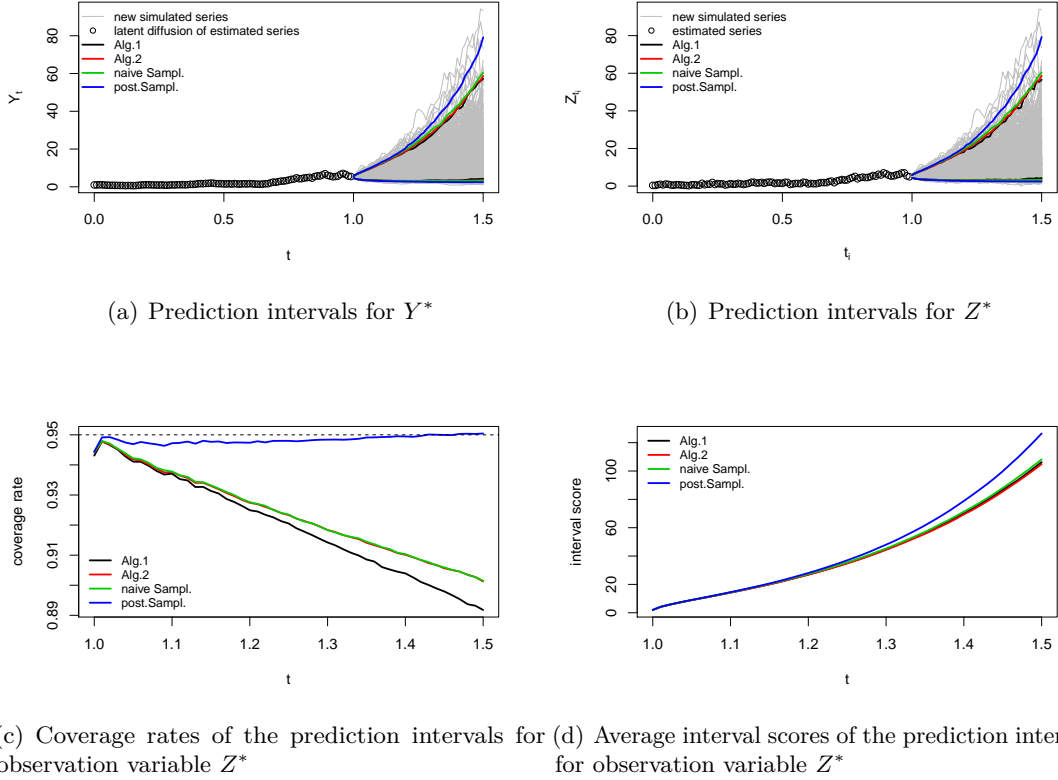 new simulated series
latent diffusion of estimated series
Alg.1
Alg.2
naive Sampl.
post.Sampl.
Y_t
80
60
40
20
0
0.0 0.5 1.0 1.5
t
(a) Prediction intervals for Y*
new simulated series
estimated series
Alg.1
Alg.2
naive Sampl.
post.Sampl.
Z_{t_i}
80
60
40
20
0
0.0 0.5 1.0 1.5
t_i
(b) Prediction intervals for Z*
coverage rate
0.95
0.93
0.91
0.89
Alg.1
Alg.2
naive Sampl.
post.Sampl.
1.0 1.1 1.2 1.3 1.4 1.5
t
(c) Coverage rates of the prediction intervals for
observation variable Z*
interval score
100
60
20
0
Alg.1
Alg.2
naive Sampl.
post.Sampl.
1.0 1.1 1.2 1.3 1.4 1.5
t
(d) Average interval scores of the prediction inter
for observation variable Z*